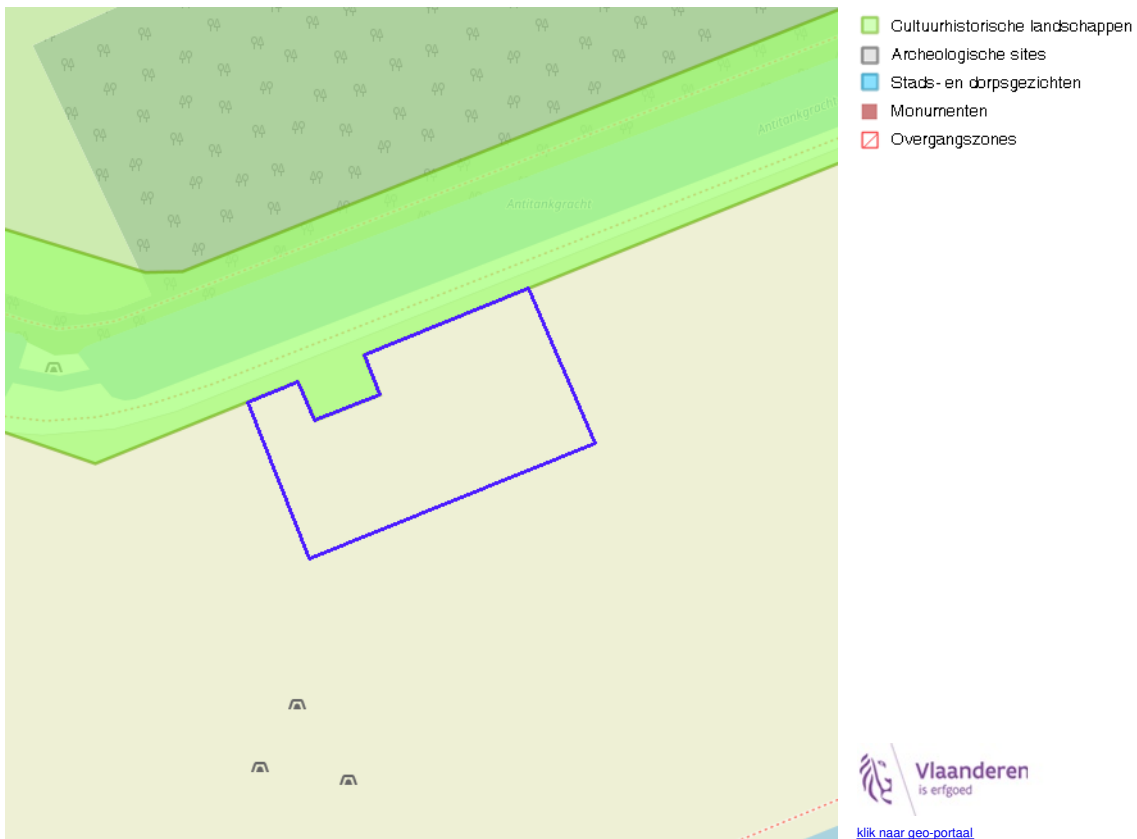 Cultuurhistorische landschappen
Archeologische sites
Stads- en dorpsgezichten
Monumenten
Overgangszones
Antitankgracht
Antitankgracht
Vlaanderen
is erfgoed
klik naar geo-portaal